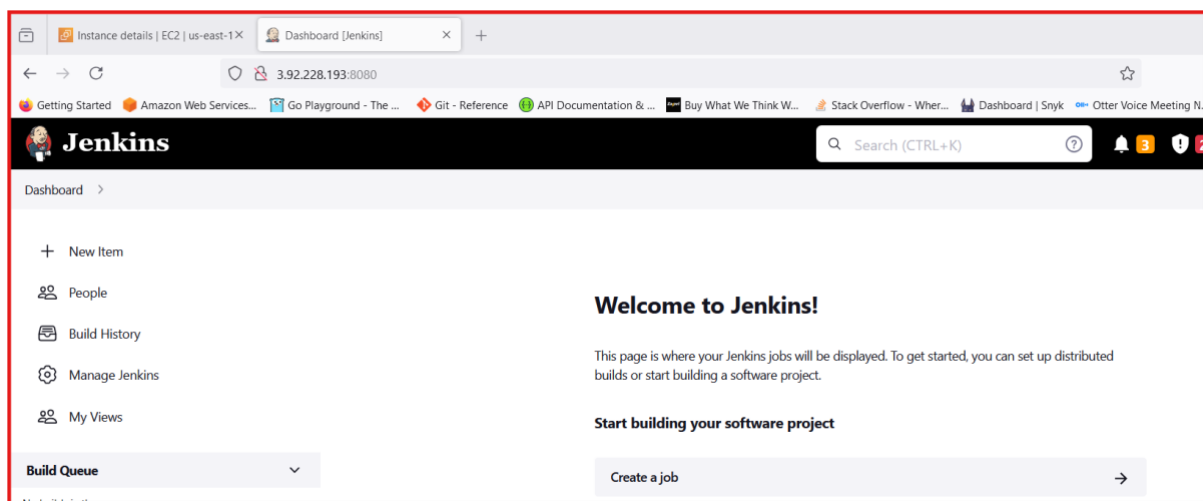 Instance details | EC2 | us-east-1
Dashboard [Jenkins]
3.92.228.193:8080
Getting Started Amazon Web Services... Go Playground - The ... Git - Reference API Documentation & ... Buy What We Think W... Stack Overflow - Wher... Dashboard | Snyk Otter Voice Meeting N.
Jenkins
Search (CTRL+K)
3
2
Dashboard
New Item
People
Build History
Manage Jenkins
My Views
Build Queue
Welcome to Jenkins!
This page is where your Jenkins jobs will be displayed. To get started, you can set up distributed
builds or start building a software project.
Start building your software project
Create a job